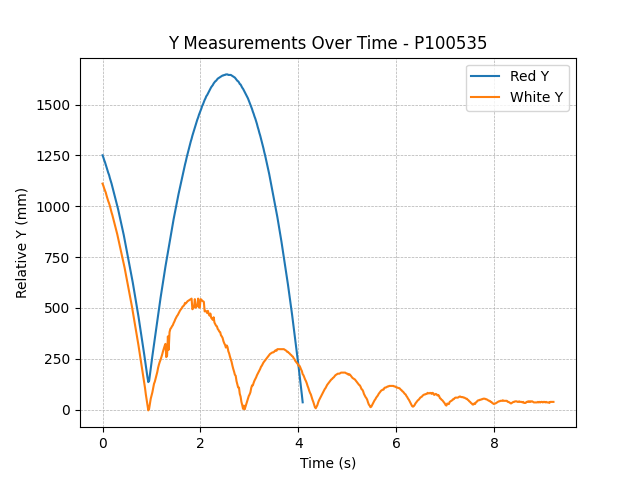 Y Measurements Over Time - P100535
Red Y
White Y
1500
1250
1000
750
500
250
0
Relative Y (mm)
0 2 4 6 8
Time (s)